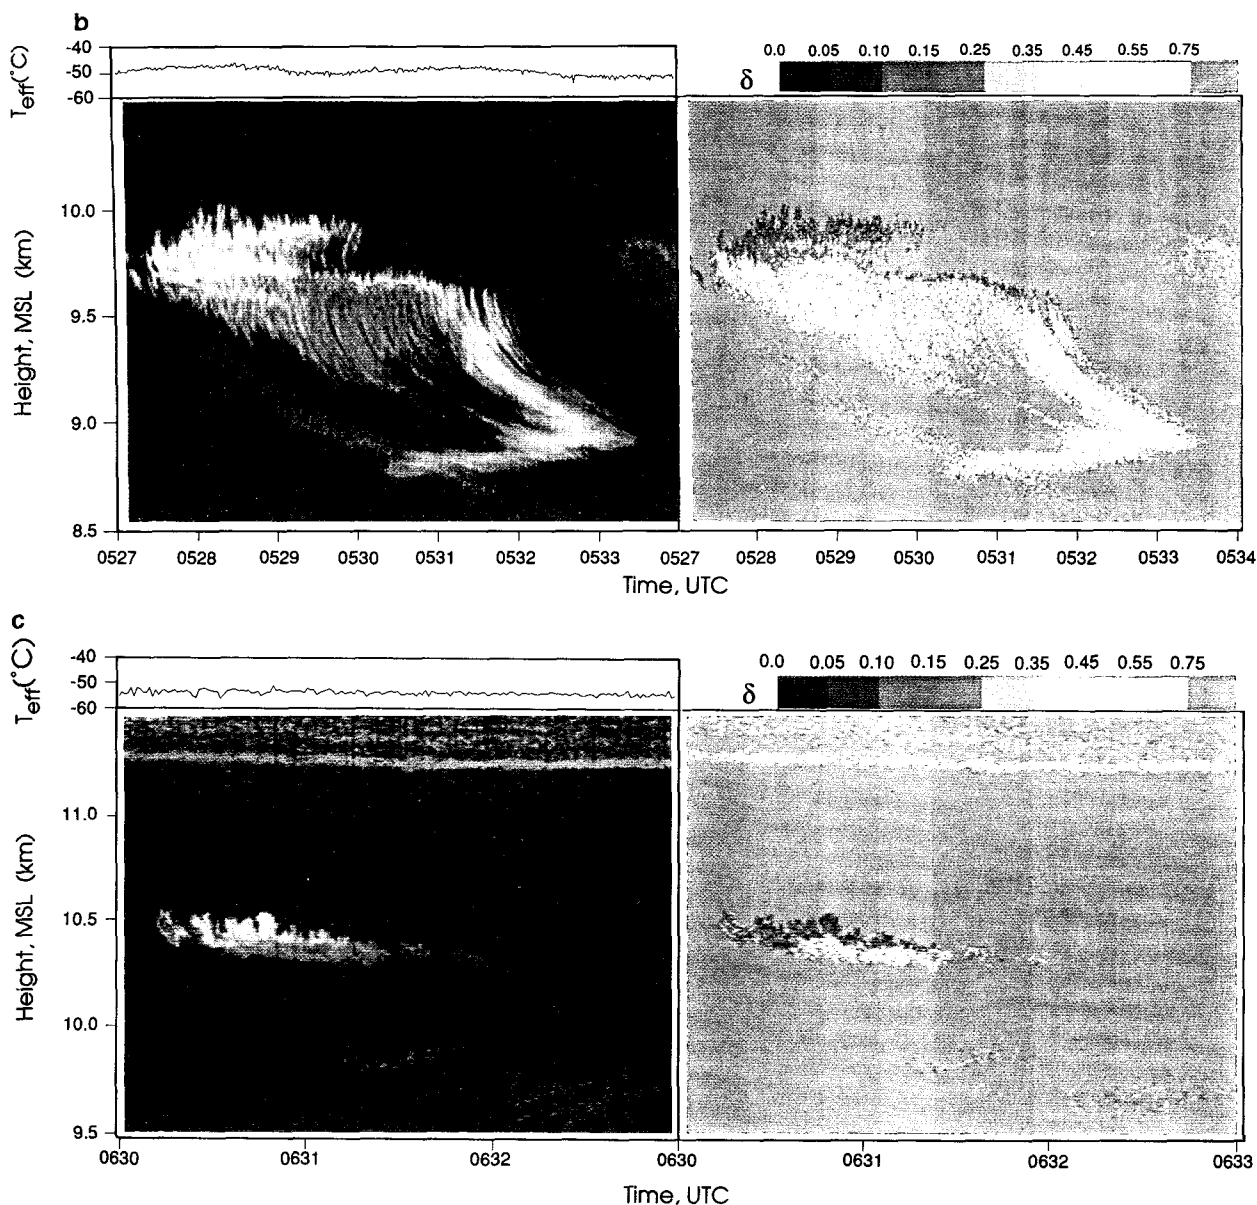 b
T_eff(°C)
-40
-50
-60
0.0 0.05 0.10 0.15 0.25 0.35 0.45 0.55 0.75
δ
Height, MSL (km)
10.0
9.5
9.0
8.5
0527 0528 0529 0530 0531 0532 0533 0527 0528 0529 0530 0531 0532 0533 0534
Time, UTC
c
T_eff(°C)
-40
-50
-60
0.0 0.05 0.10 0.15 0.25 0.35 0.45 0.55 0.75
δ
Height, MSL (km)
11.0
10.5
10.0
9.5
0630 0631 0632 0630 0631 0632 0633
Time, UTC